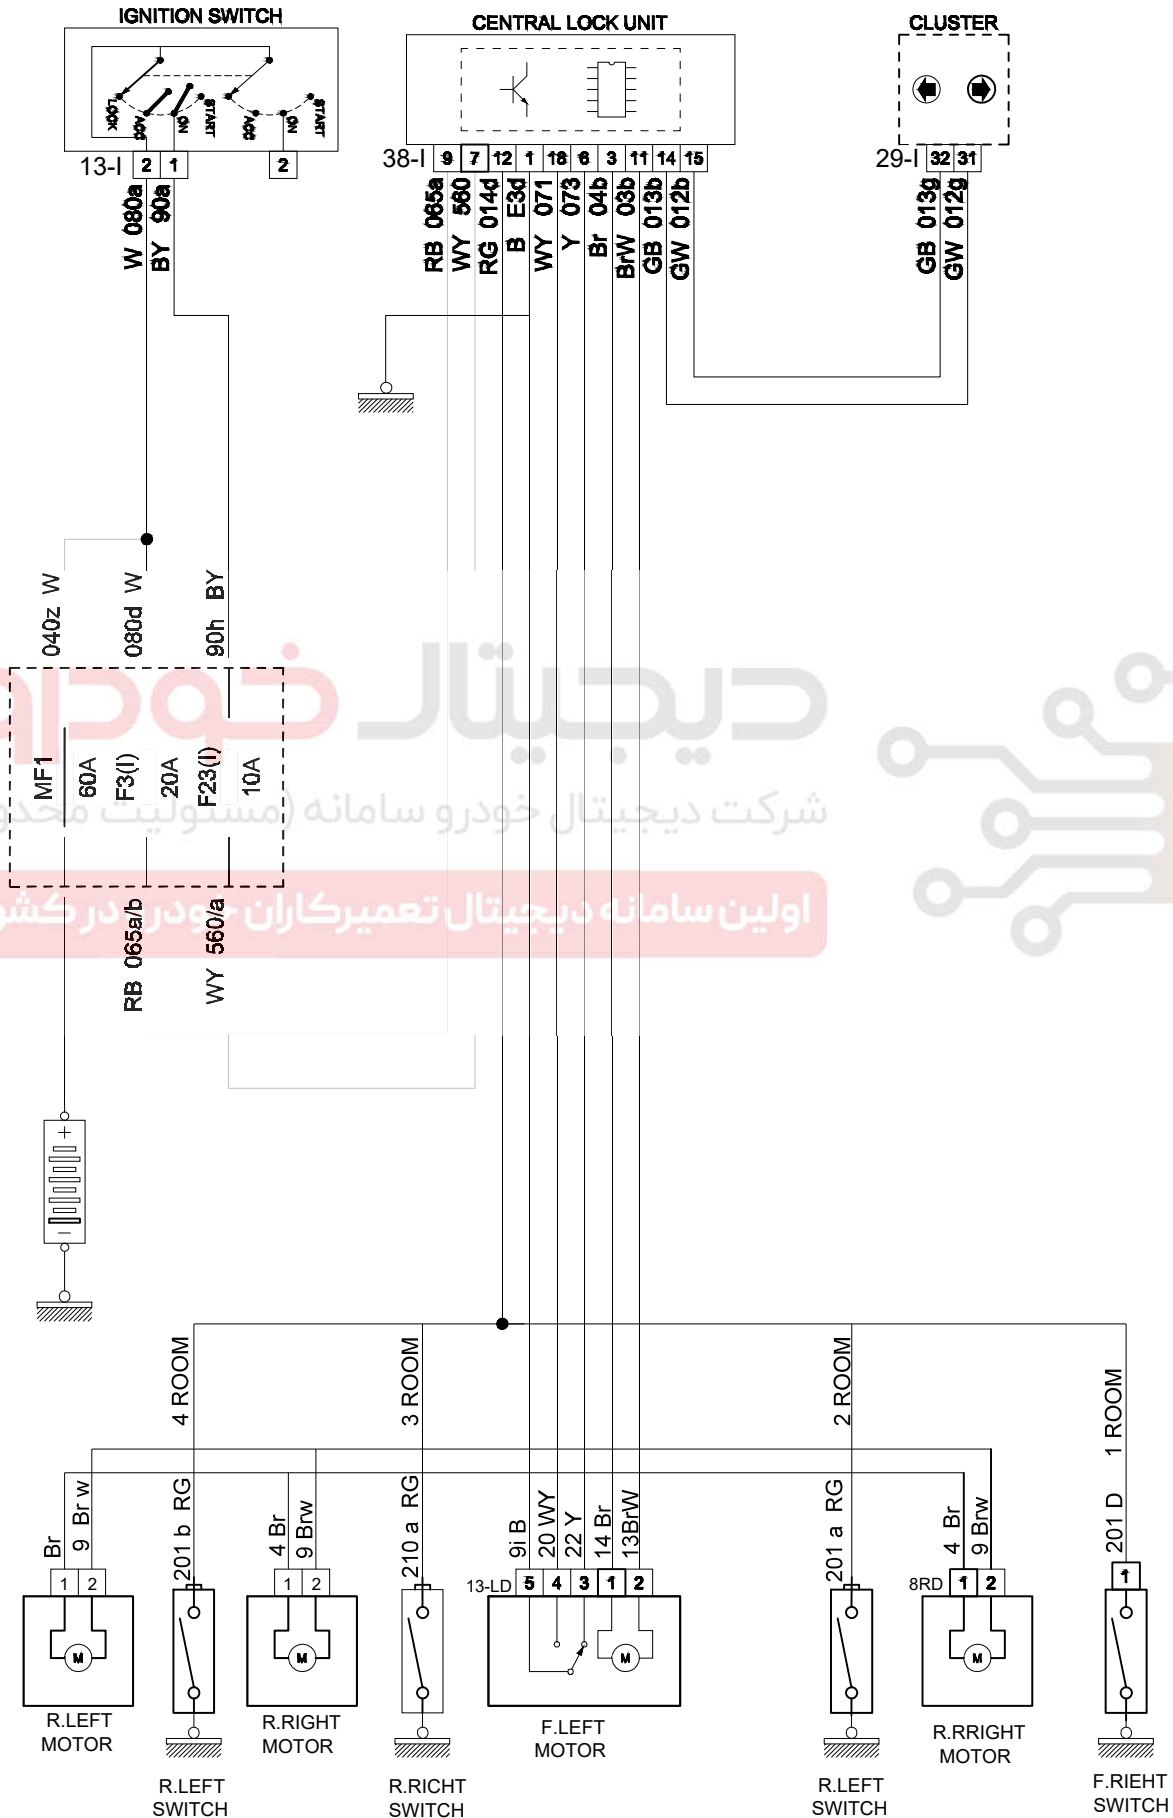 IGNITION SWITCH
CENTRAL LOCK UNIT
CLUSTER
LOCK
ACC
ON
START
ACC
ON
START
13-I 2 1 2
38-I 9 7 12 1 18 6 3 11 14 15
29-I 32 31
W 080a
BY 90a
RB 065a
WY 560
RG 014d
B E3d
WY 071
Y 073
Br 04b
BrW 03b
GB 013b
GW 012b
GB 013g
GW 012g
040z W
080d W
90h BY
MF1
60A
F3(I)
20A
F23(I)
10A
دیجیتال خودرو
شرکت دیجیتال خودرو سامانه (مسئولیت محدو
اولین سامانه دیجیتال تعمیرکاران خودرو در کشو
RB 065a/b
WY 560/a
+
−
4 ROOM
3 ROOM
2 ROOM
1 ROOM
Br
9 Br w
201 b RG
4 Br
9 Brw
210 a RG
9i B
20 WY
22 Y
14 Br
13BrW
201 a RG
4 Br
9 Brw
201 D
1 2
1 2
13-LD 5 4 3 1 2
8RD 1 2
1
M
M
M
M
R.LEFT
MOTOR
R.LEFT
SWITCH
R.RIGHT
MOTOR
R.RICHT
SWITCH
F.LEFT
MOTOR
R.LEFT
SWITCH
R.RRIGHT
MOTOR
F.RIEHT
SWITCH